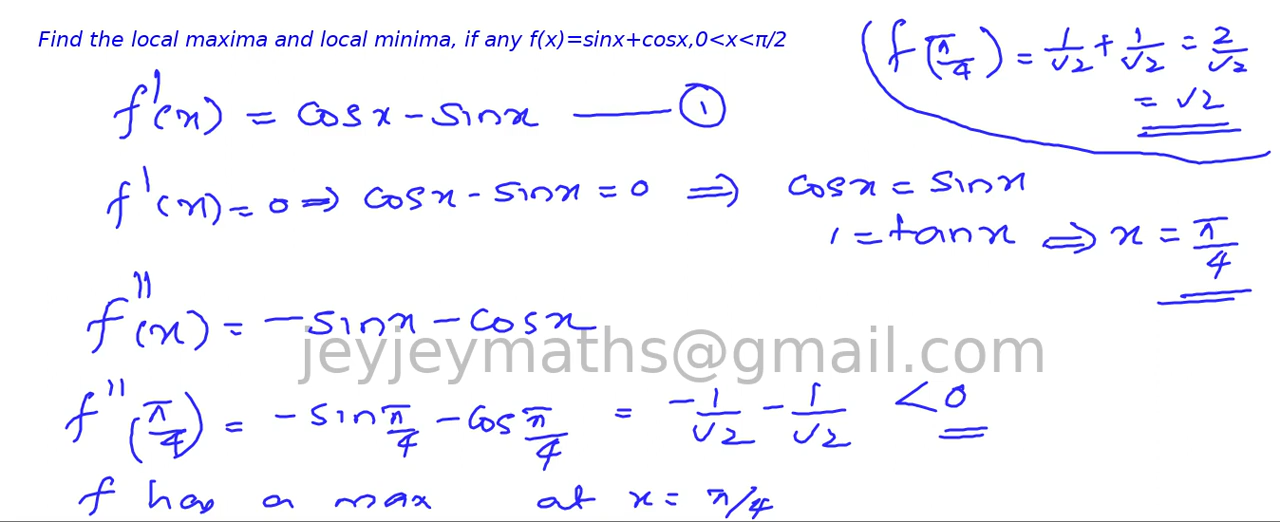 Find the local maxima and local minima, if any f(x)=sinx+cosx,0<x<π/2
(f(π/4) = 1/√2 + 1/√2 = 2/√2
= √2
f'(x) = cosx - sinx —— ①
f'(x) = 0 ⇒ cosx - sinx = 0 ⇒ cosx = sinx
1 = tanx ⇒ x = π/4
f''(x) = -sinx - cosx
jeyjeymaths@gmail.com
f''(π/4) = -sin π/4 - cos π/4 = -1/√2 - 1/√2 < 0
f has a max at x = π/4